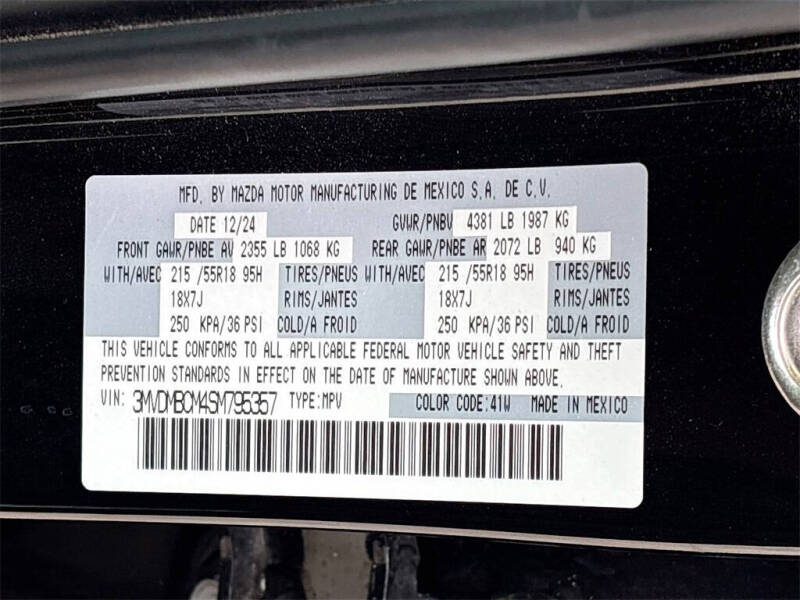 MFD. BY MAZDA MOTOR MANUFACTURING DE MEXICO S.A. DE C.V.
DATE 12/24 GVWR/PNBV 4381 LB 1987 KG
FRONT GAWR/PNBE AV 2355 LB 1068 KG REAR GAWR/PNBE AR 2072 LB 940 KG
WITH/AVEC 215 /55R18 95H TIRES/PNEUS WITH/AVEC 215 /55R18 95H TIRES/PNEUS
18X7J RIMS/JANTES 18X7J RIMS/JANTES
250 KPA/36 PSI COLD/A FROID 250 KPA/36 PSI COLD/A FROID
THIS VEHICLE CONFORMS TO ALL APPLICABLE FEDERAL MOTOR VEHICLE SAFETY AND THEFT
PREVENTION STANDARDS IN EFFECT ON THE DATE OF MANUFACTURE SHOWN ABOVE.
VIN: 3MVDMBCM4SM795357 TYPE:MPV COLOR CODE:41W MADE IN MEXICO